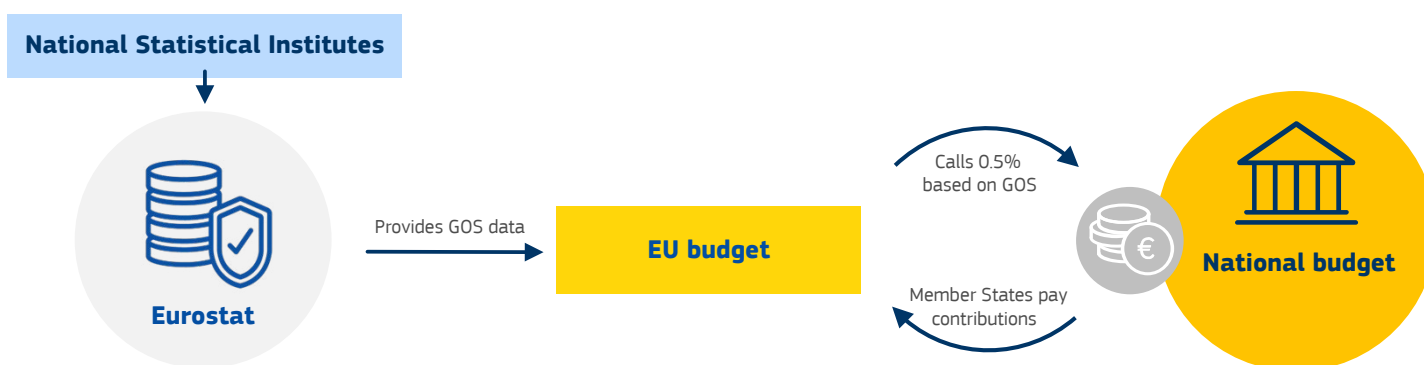 National Statistical Institutes
Eurostat
Provides GOS data
EU budget
Calls 0.5%
based on GOS
Member States pay
contributions
€
National budget